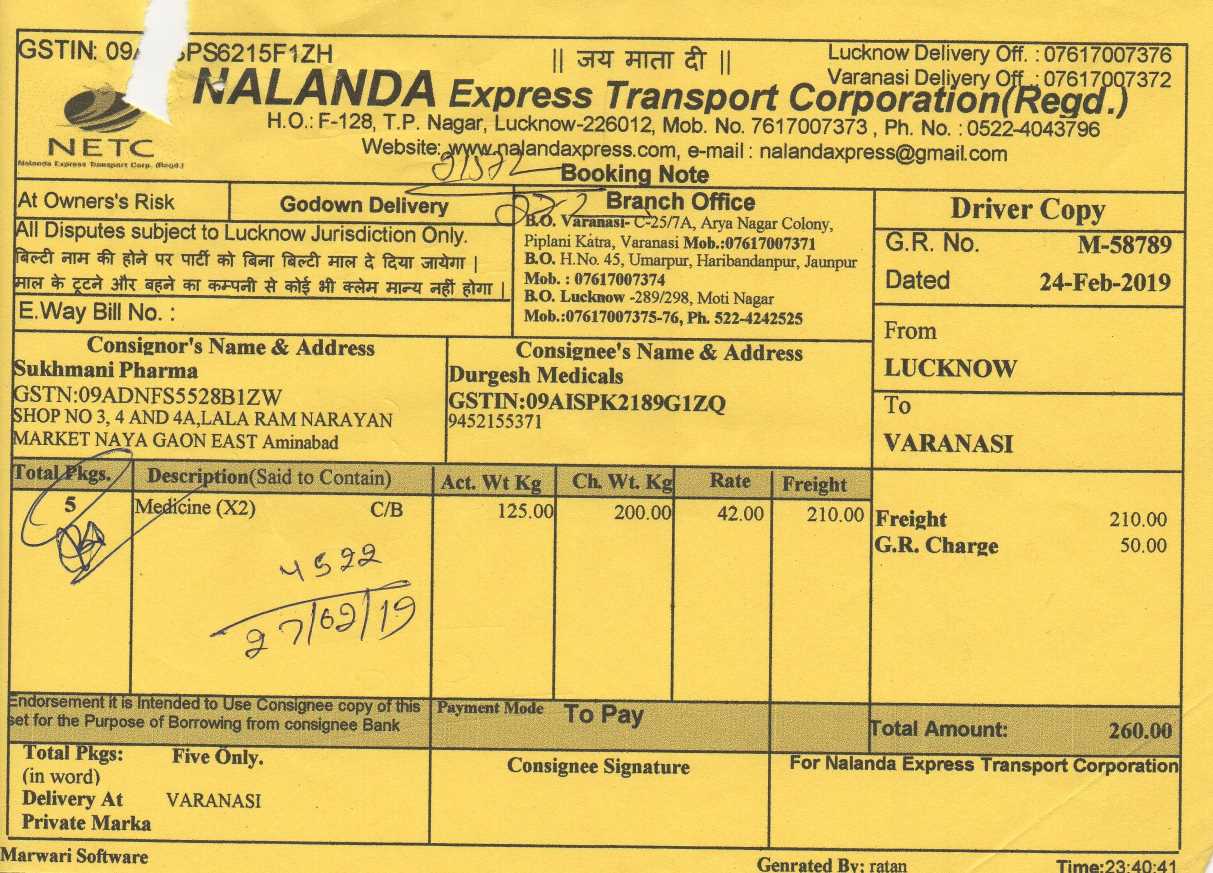 GSTIN: 09A PS6215F1ZH
|| जय माता दी ||
Lucknow Delivery Off. : 07617007376
Varanasi Delivery Off. : 07617007372
NALANDA Express Transport Corporation(Regd.)
H.O.: F-128, T.P. Nagar, Lucknow-226012, Mob. No. 7617007373 , Ph. No. : 0522-4043796
Website: www.nalandaxpress.com, e-mail : nalandaxpress@gmail.com
NETC
Nalanda Express Transport Corp. (Regd.)
Booking Note
At Owners's Risk
Godown Delivery
All Disputes subject to Lucknow Jurisdiction Only.
बिल्टी नाम की होने पर पार्टी को बिना बिल्टी माल दे दिया जायेगा |
माल के टूटने और बहने का कम्पनी से कोई भी क्लेम मान्य नहीं होगा |
E.Way Bill No. :
Branch Office
B.O. Varanasi- C-25/7A, Arya Nagar Colony,
Piplani Katra, Varanasi Mob.:07617007371
B.O. H.No. 45, Umarpur, Haribandanpur, Jaunpur
Mob. : 07617007374
B.O. Lucknow -289/298, Moti Nagar
Mob.:07617007375-76, Ph. 522-4242525
Driver Copy
G.R. No. M-58789
Dated 24-Feb-2019
From
LUCKNOW
To
VARANASI
Consignor's Name & Address
Sukhmani Pharma
GSTN:09ADNFS5528B1ZW
SHOP NO 3, 4 AND 4A,LALA RAM NARAYAN
MARKET NAYA GAON EAST Aminabad
Consignee's Name & Address
Durgesh Medicals
GSTIN:09AISPK2189G1ZQ
9452155371
Total Pkgs. Description(Said to Contain) Act. Wt Kg Ch. Wt. Kg Rate Freight
5 Medicine (X2) C/B 125.00 200.00 42.00 210.00
Freight 210.00
G.R. Charge 50.00
4522
27/02/19
Endorsement it is Intended to Use Consignee copy of this
set for the Purpose of Borrowing from consignee Bank
Payment Mode To Pay
Total Amount: 260.00
Total Pkgs: Five Only.
(in word)
Delivery At VARANASI
Private Marka
Consignee Signature
For Nalanda Express Transport Corporation
Marwari Software
Genrated By: ratan
Time:23:40:41